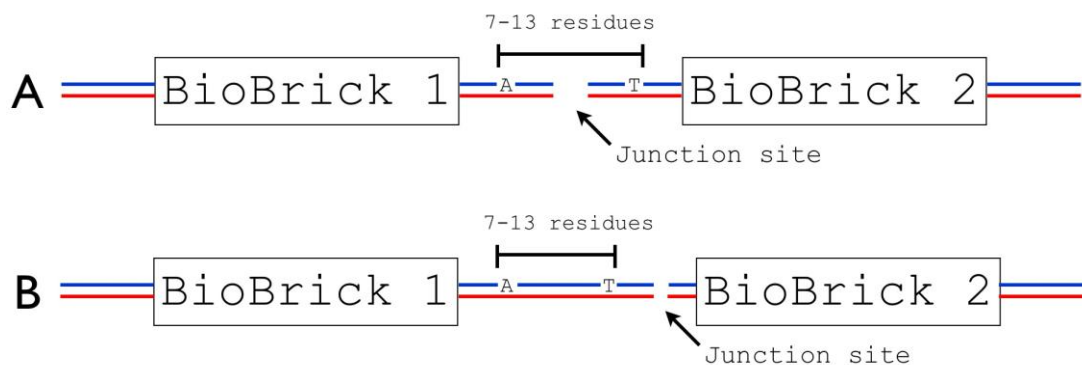 7-13 residues
A BioBrick 1 A T BioBrick 2
Junction site
7-13 residues
B BioBrick 1 A T BioBrick 2
Junction site